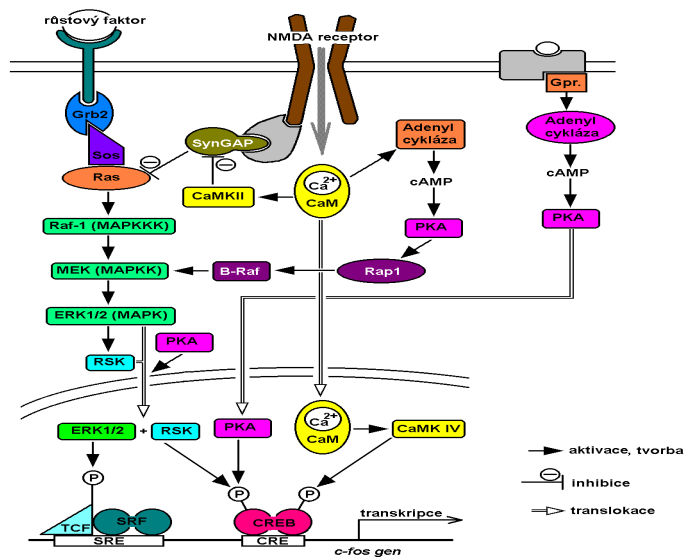 růstový faktor
NMDA receptor
Gpr.
Grb2
Sos
SynGAP
Adenyl
cykláza
Adenyl
cykláza
Ras
CaMKII
Ca2+
CaM
cAMP
cAMP
Raf-1 (MAPKKK)
PKA
PKA
MEK (MAPKK)
B-Raf
Rap1
ERK1/2 (MAPK)
PKA
RSK
ERK1/2 + RSK
PKA
Ca2+
CaM
CaMK IV
aktivace, tvorba
P
P
P
inhibice
transkripce
translokace
TCF
SRF
CREB
SRE
CRE
c-fos gen